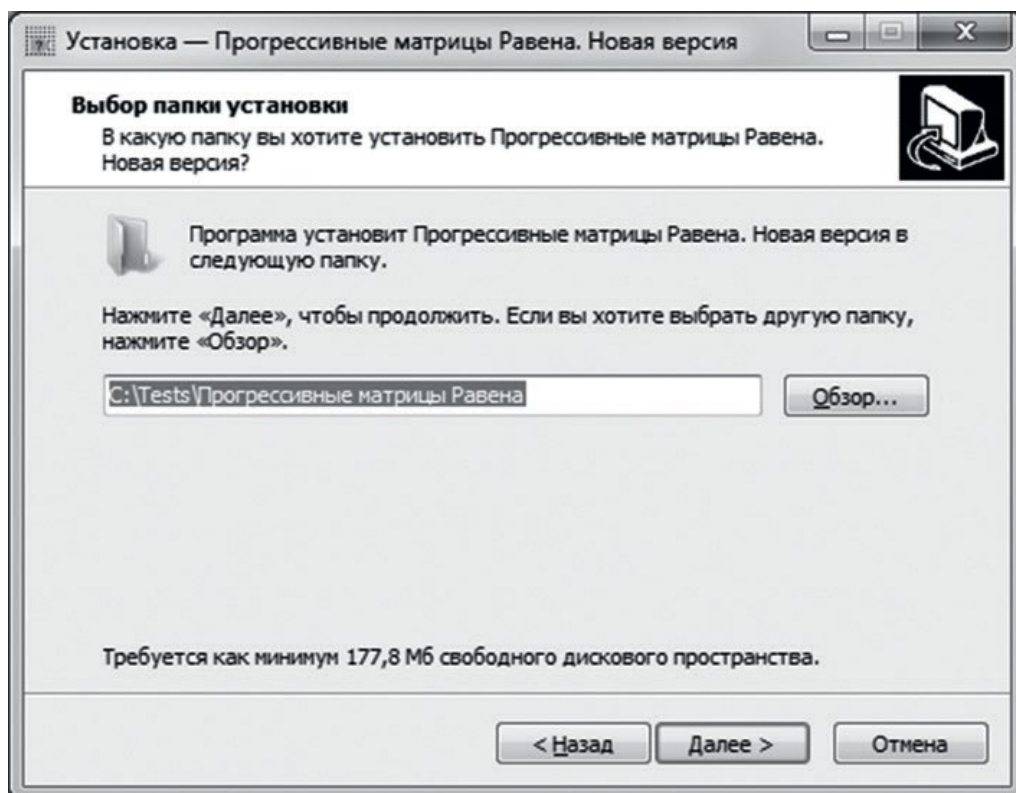 Установка — Прогрессивные матрицы Равена. Новая версия
Выбор папки установки
В какую папку вы хотите установить Прогрессивные матрицы Равена.
Новая версия?
Программа установит Прогрессивные матрицы Равена. Новая версия в
следующую папку.
Нажмите «Далее», чтобы продолжить. Если вы хотите выбрать другую папку,
нажмите «Обзор».
C:\Tests\Прогрессивные матрицы Равена
Обзор...
Требуется как минимум 177,8 Мб свободного дискового пространства.
< Назад Далее > Отмена